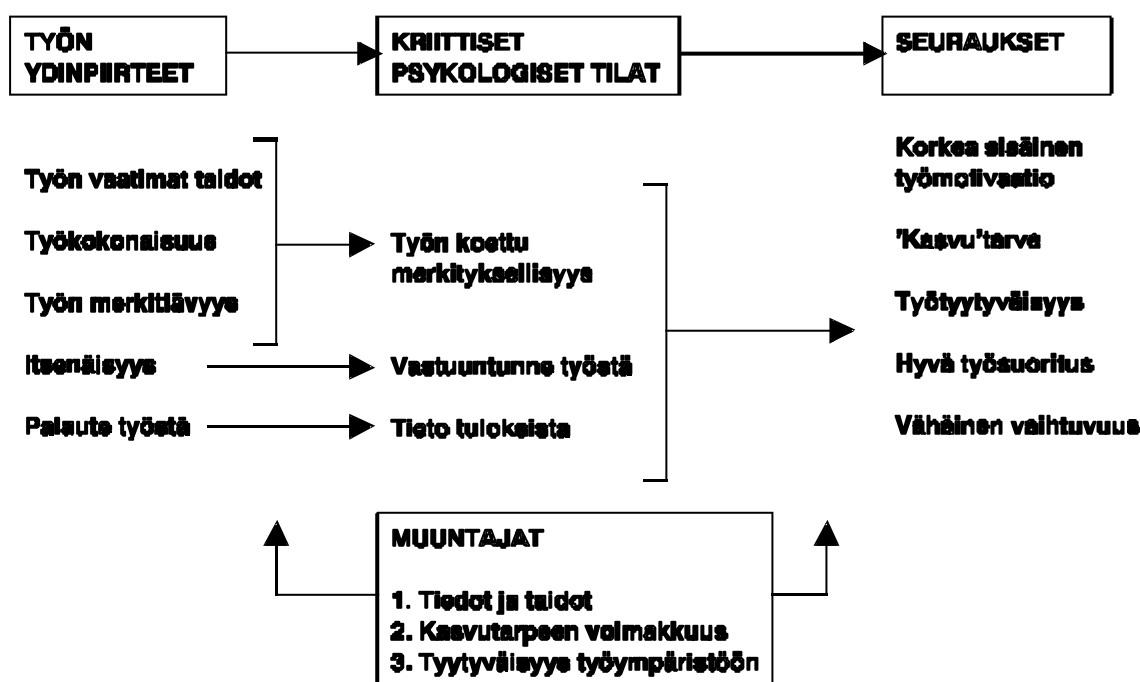 TYÖN
YDINPIIRTEET
KRIITTISET
PSYKOLOGISET TILAT
SEURAUKSET
Työn vaatimat taidot
Työkokonaisuus
Työn merkittävyys
Itsenäisyys
Palaute työstä
Työn koettu
merkityksellisyys
Vastuuntunne työstä
Tieto tuloksista
Korkea sisäinen
työmotivaatio
'Kasvu'tarve
Työtyytyväisyys
Hyvä työsuoritus
Vähäinen vaihtuvuus
MUUNTAJAT
1. Tiedot ja taidot
2. Kasvutarpeen voimakkuus
3. Tyytyväisyys työympäristöön